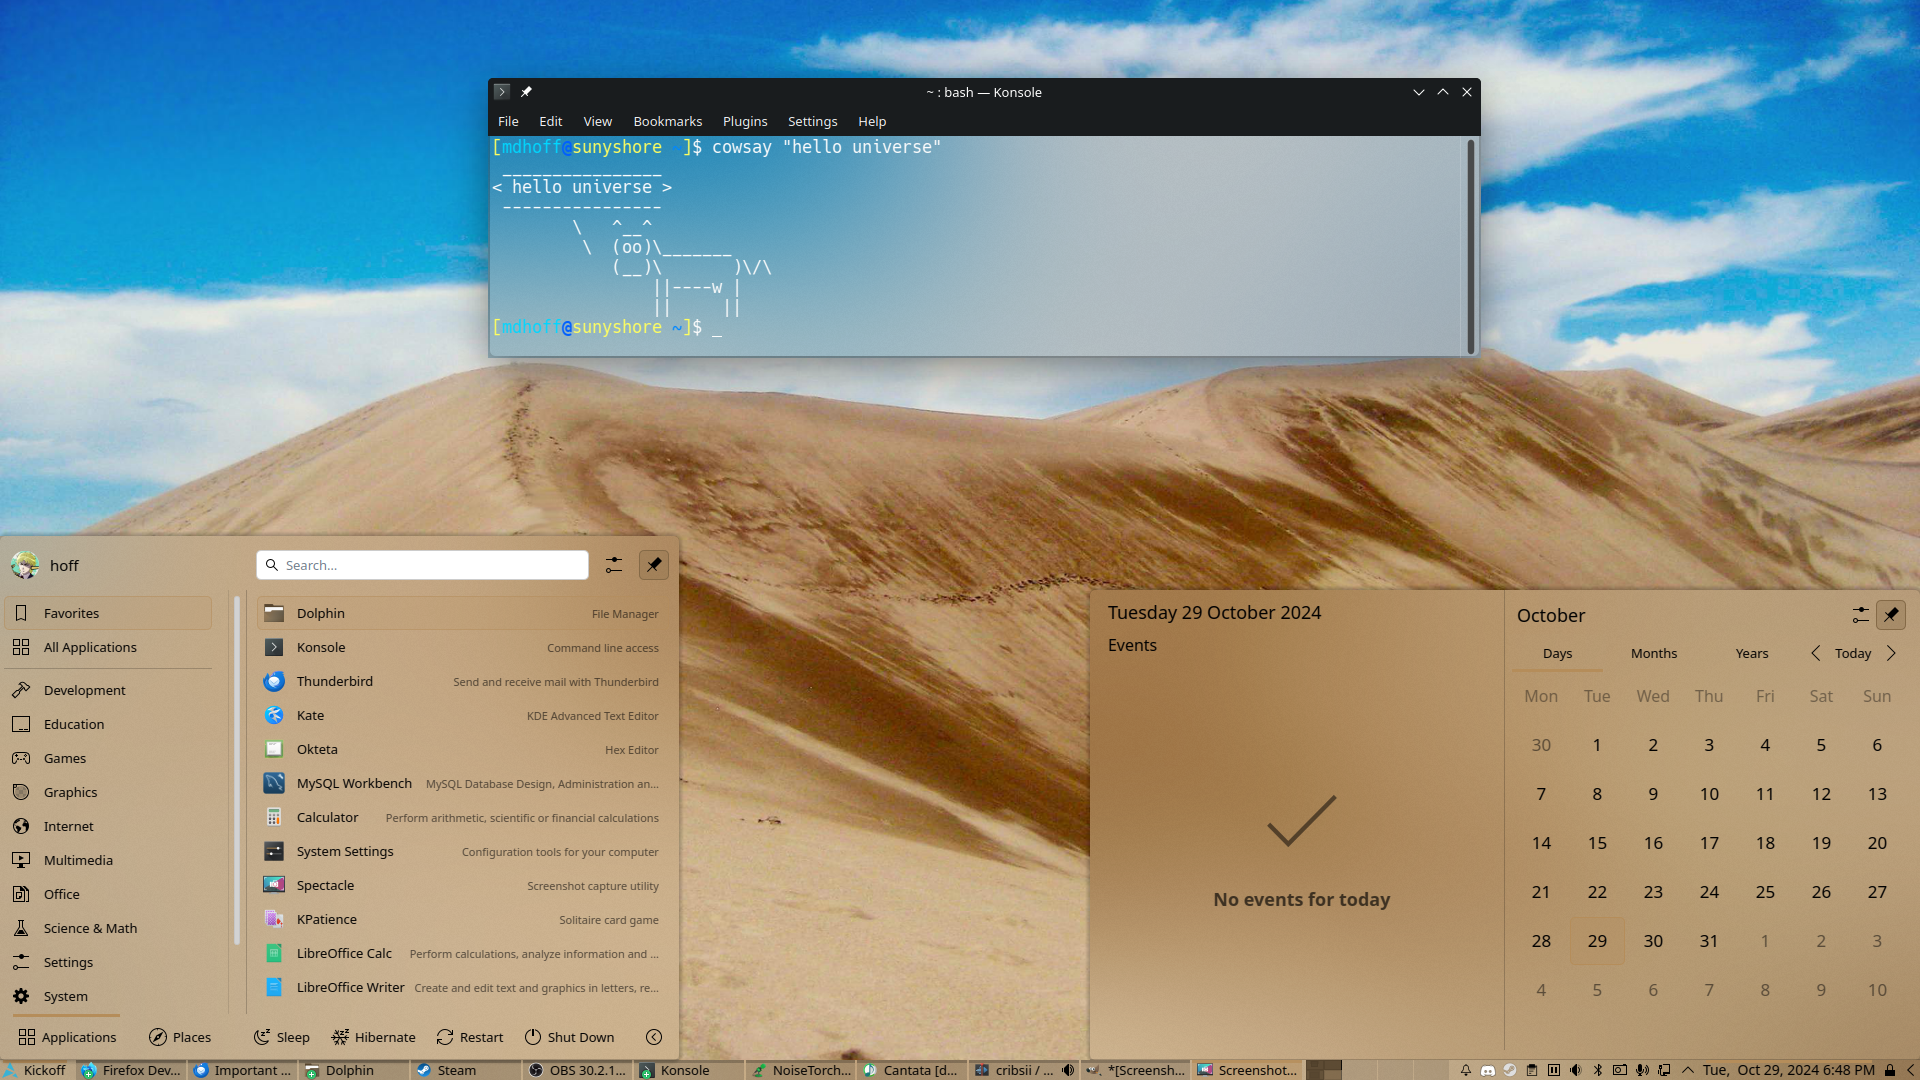 ~ : bash — Konsole
File Edit View Bookmarks Plugins Settings Help
[mdhoff@sunyshore ~]$ cowsay "hello universe"
 ________________
< hello universe >
 ----------------
        \   ^__^
         \  (oo)\_______
            (__)\       )\/\
                ||----w |
                ||     ||
[mdhoff@sunyshore ~]$ _
hoff
Search...
Favorites
All Applications
Development
Education
Games
Graphics
Internet
Multimedia
Office
Science & Math
Settings
System
Dolphin File Manager
Konsole Command line access
Thunderbird Send and receive mail with Thunderbird
Kate KDE Advanced Text Editor
Okteta Hex Editor
MySQL Workbench MySQL Database Design, Administration an...
Calculator Perform arithmetic, scientific or financial calculations
System Settings Configuration tools for your computer
Spectacle Screenshot capture utility
KPatience Solitaire card game
LibreOffice Calc Perform calculations, analyze information and ...
LibreOffice Writer Create and edit text and graphics in letters, re...
Applications Places Sleep Hibernate Restart Shut Down
Tuesday 29 October 2024
Events
No events for today
October
Days Months Years Today
Mon Tue Wed Thu Fri Sat Sun
30 1 2 3 4 5 6
7 8 9 10 11 12 13
14 15 16 17 18 19 20
21 22 23 24 25 26 27
28 29 30 31 1 2 3
4 5 6 7 8 9 10
Kickoff Firefox Dev... Important ... Dolphin Steam OBS 30.2.1... Konsole NoiseTorch... Cantata [d... cribsii / ... *[Screensh... Screenshot... Tue, Oct 29, 2024 6:48 PM